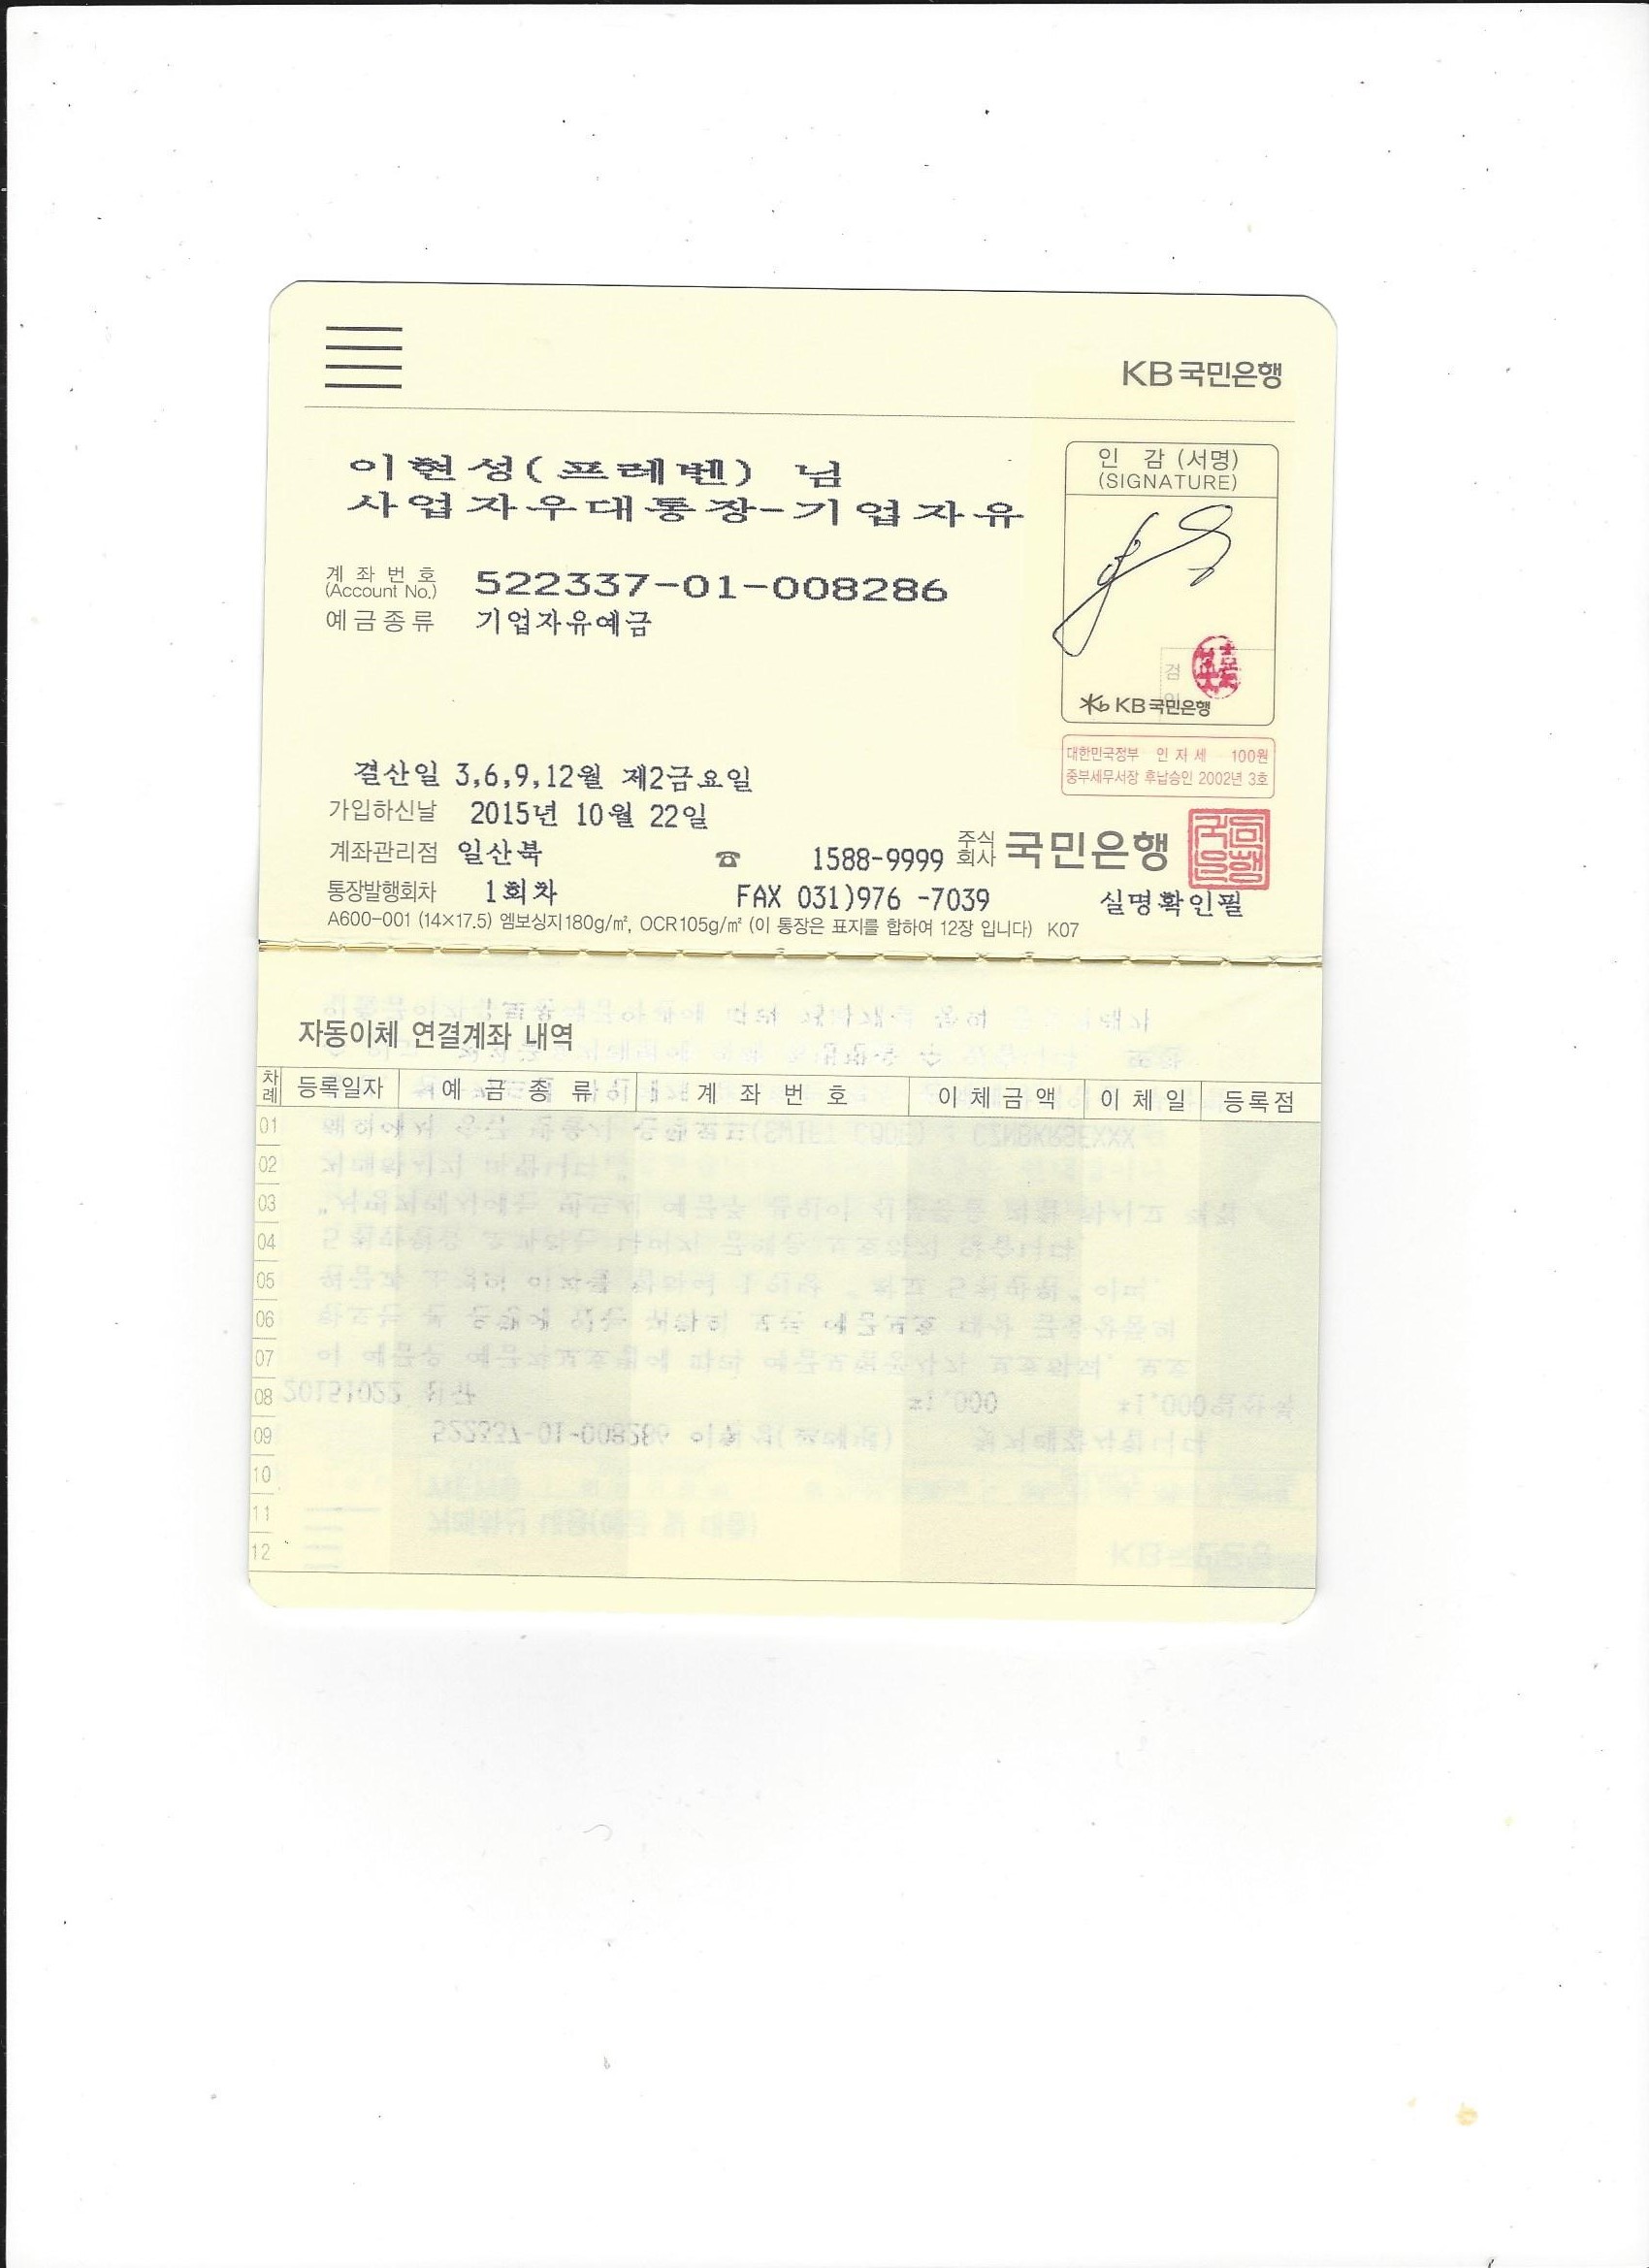 KB국민은행
이현성(프레벤) 님
사업자우대통장-기업자유
인 감 (서명)
(SIGNATURE)
계 좌 번 호
(Account No.)
522337-01-008286
예금종류 기업자유예금
검
인
KB국민은행
대한민국정부 인 지 세 100원
중부세무서장 후납승인 2002년 3호
결산일 3,6,9,12월 제2금요일
가입하신날 2015년 10월 22일
계좌관리점 일산북 ☎ 1588-9999 주식회사 국민은행
통장발행회차 1회차 FAX 031)976 -7039 실명확인필
A600-001 (14×17.5) 엠보싱지180g/㎡, OCR105g/㎡ (이 통장은 표지를 합하여 12장 입니다) K07
자동이체 연결계좌 내역
차례 등록일자 예 금 종 류 계 좌 번 호 이체금액 이체일 등록점
01
02
03
04
05
06
07
08
09
10
11
12